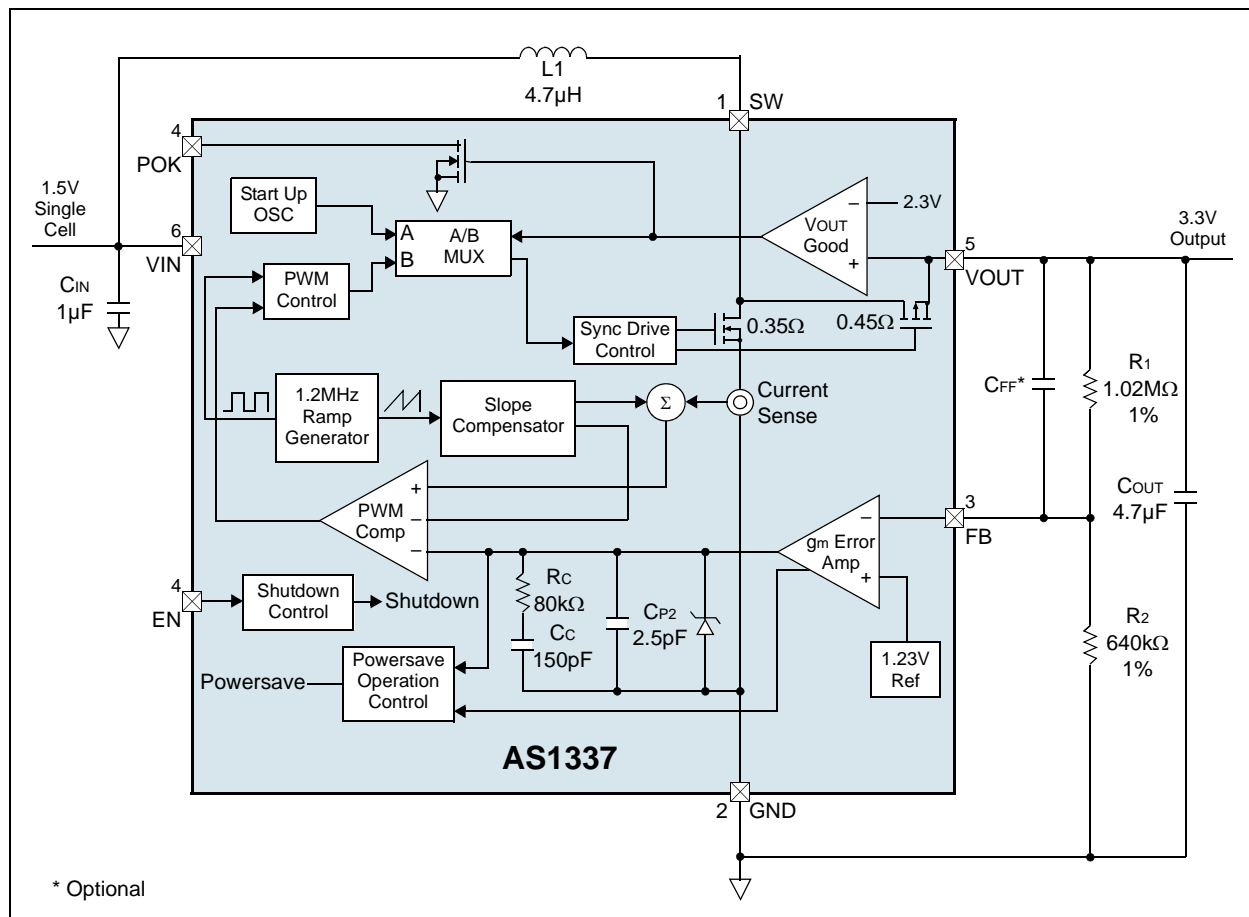 L1
4.7µH
1
SW
4
POK
1.5V
Single
Cell
6
VIN
CIN
1µF
Start Up
OSC
A
B
A/B
MUX
PWM
Control
VOUT
Good
−
+
2.3V
5
VOUT
3.3V
Output
Sync Drive
Control
0.35Ω
0.45Ω
1.2MHz
Ramp
Generator
Slope
Compensator
Σ
Current
Sense
CFF*
R1
1.02MΩ
1%
COUT
4.7µF
PWM
Comp
+
−
−
gm Error
Amp
−
+
3
FB
4
EN
Shutdown
Control
Shutdown
RC
80kΩ
CC
150pF
CP2
2.5pF
1.23V
Ref
R2
640kΩ
1%
Powersave
Powersave
Operation
Control
AS1337
2
GND
* Optional